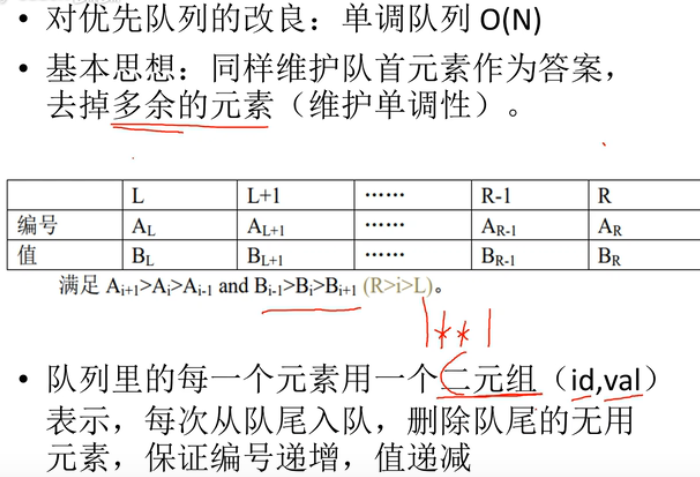 • 对优先队列的改良：单调队列 O(N)
• 基本思想：同样维护队首元素作为答案，
去掉多余的元素（维护单调性）。
L L+1 …… R-1 R
编号 A_L A_{L+1} …… A_{R-1} A_R
值 B_L B_{L+1} …… B_{R-1} B_R
满足 A_{i+1}>A_i>A_{i-1} and B_{i-1}>B_i>B_{i+1} (R>i>L)。
• 队列里的每一个元素用一个二元组（id,val）
表示，每次从队尾入队，删除队尾的无用
元素，保证编号递增，值递减